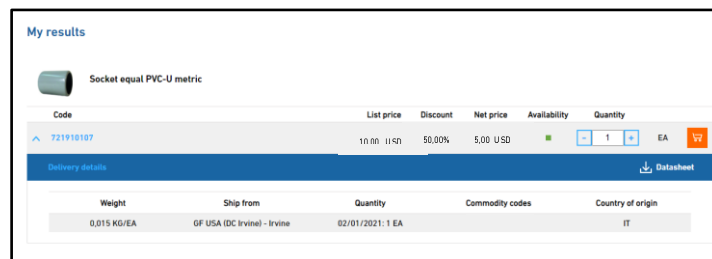 My results
Socket equal PVC-U metric
Code List price Discount Net price Availability Quantity
721910107 10,00 USD 50,00% 5,00 USD - 1 + EA
Delivery details Datasheet
Weight Ship from Quantity Commodity codes Country of origin
0,015 KG/EA GF USA (DC Irvine) - Irvine 02/01/2021: 1 EA IT